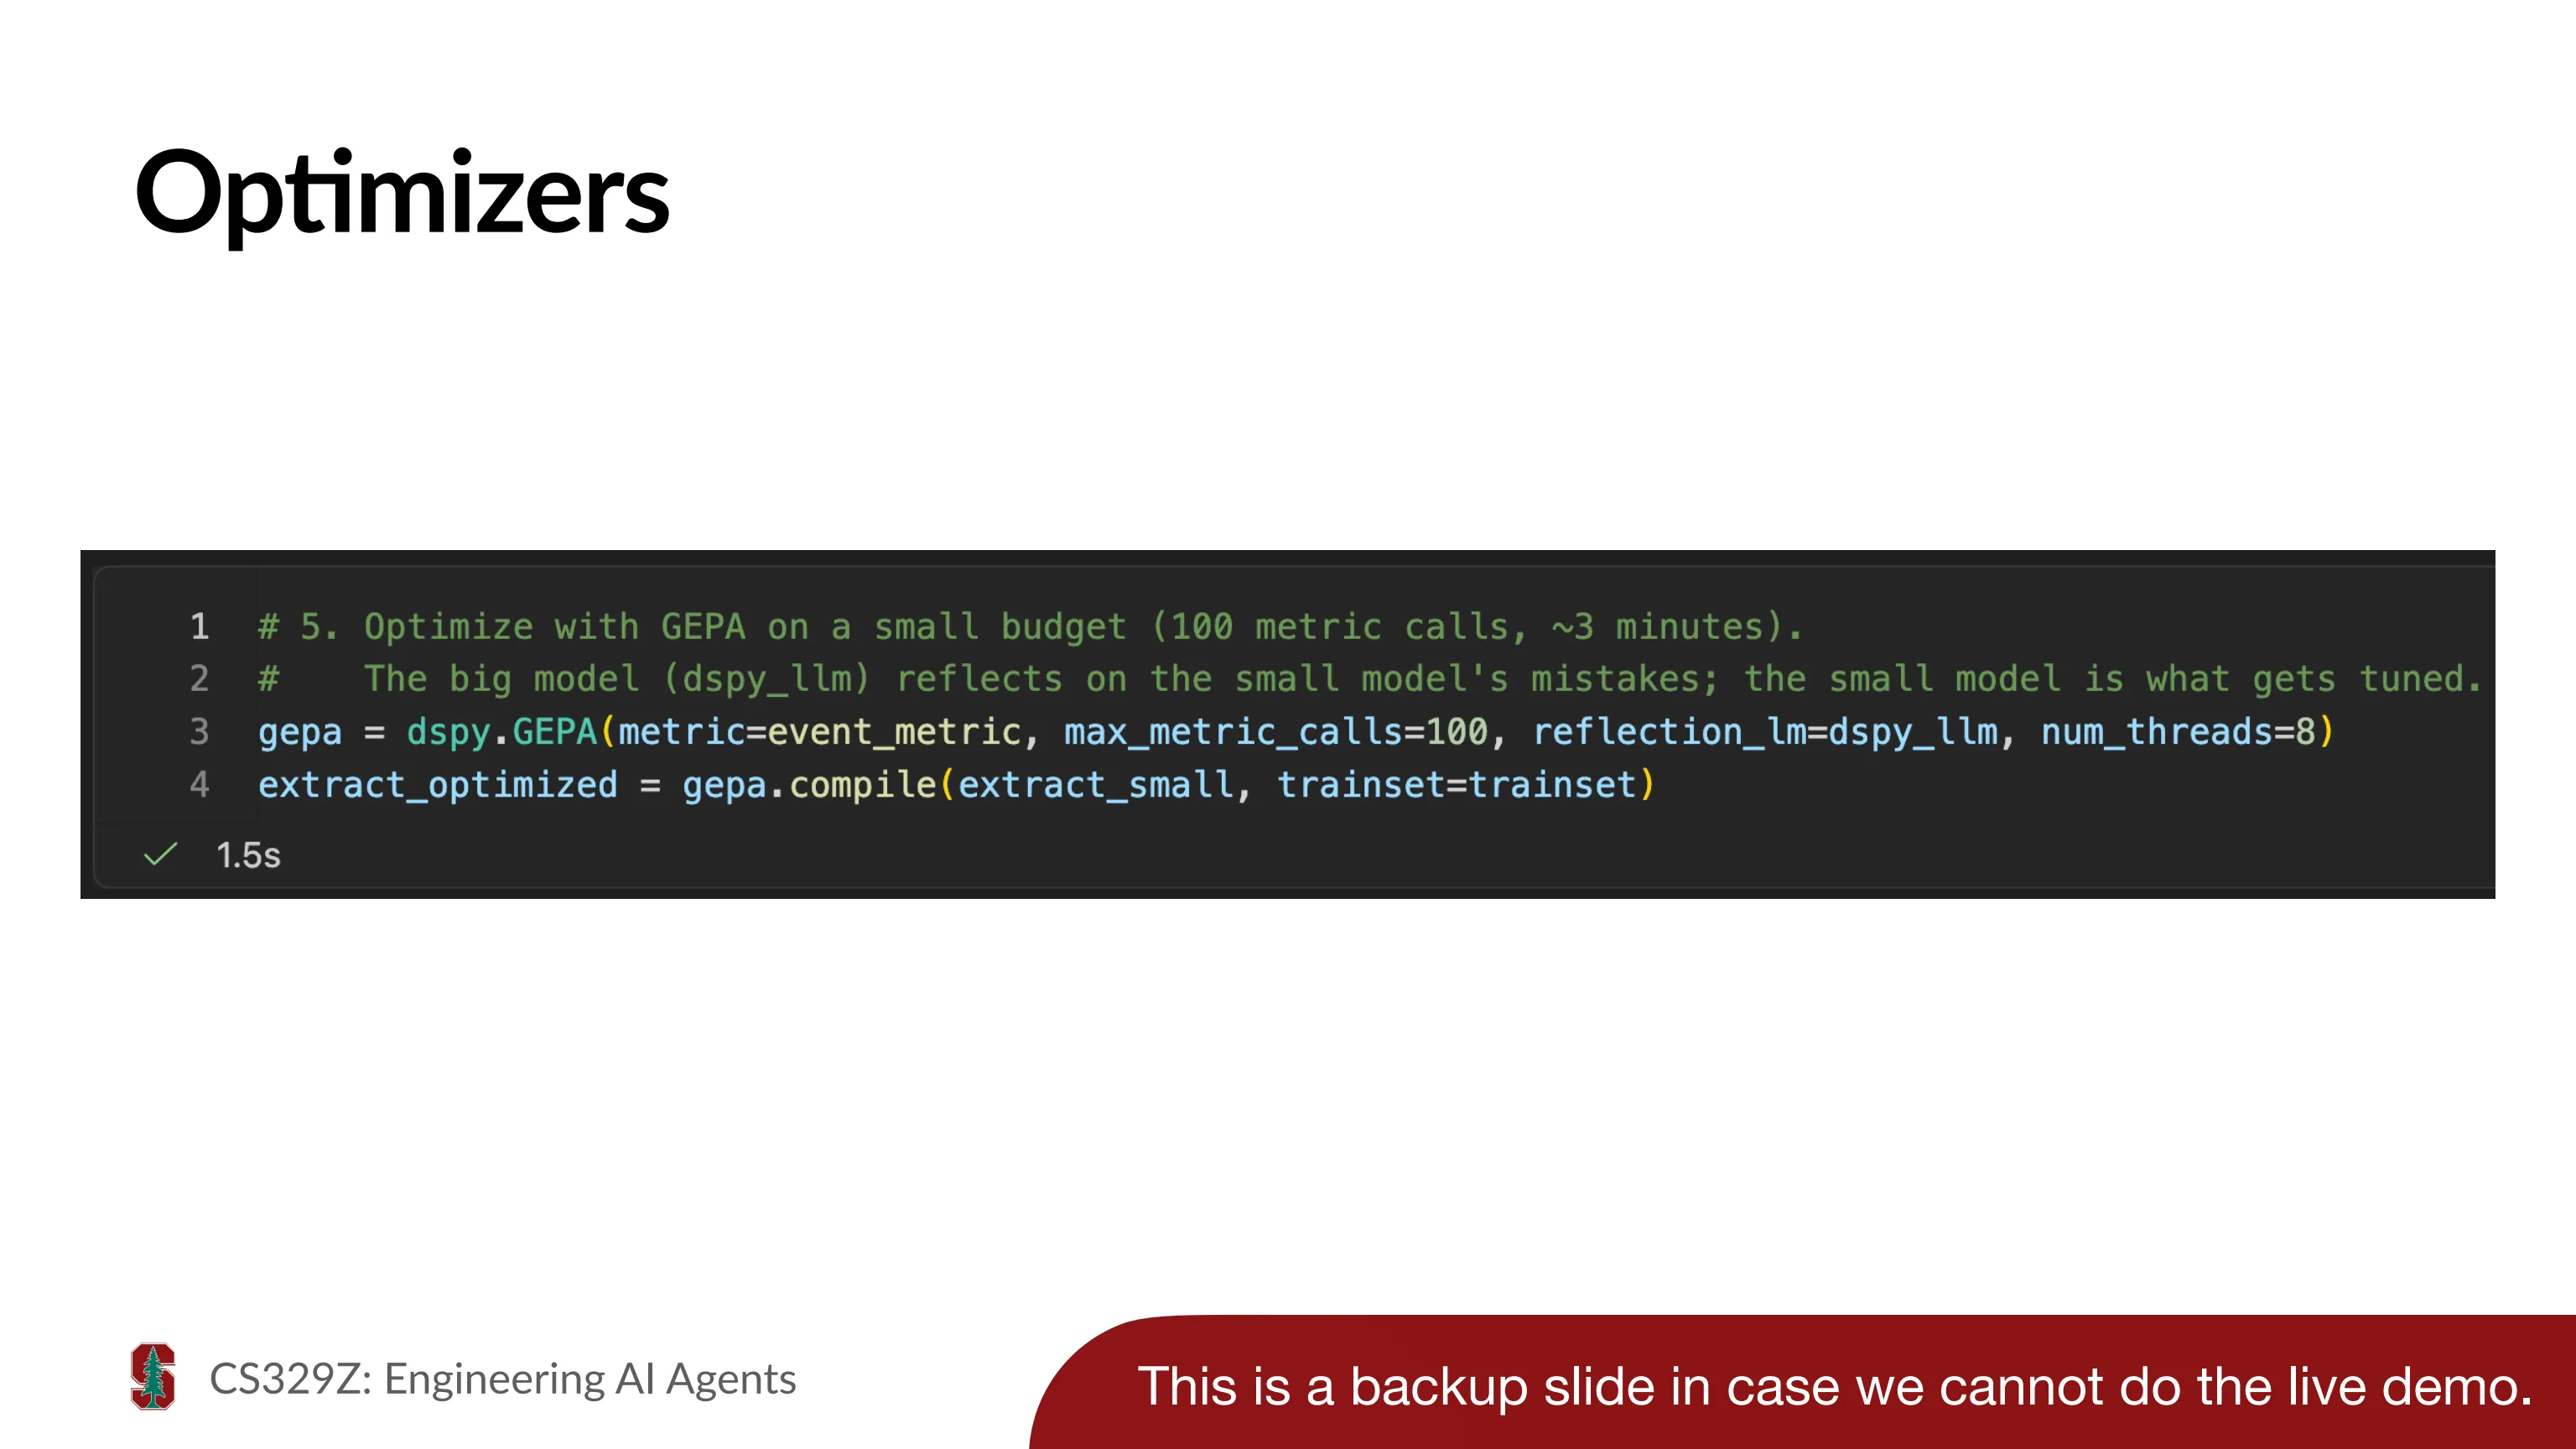 Optimizers
1 # 5. Optimize with GEPA on a small budget (100 metric calls, ~3 minutes).
2 #    The big model (dspy_llm) reflects on the small model's mistakes; the small model is what gets tuned.
3 gepa = dspy.GEPA(metric=event_metric, max_metric_calls=100, reflection_lm=dspy_llm, num_threads=8)
4 extract_optimized = gepa.compile(extract_small, trainset=trainset)
1.5s
CS329Z: Engineering AI Agents
This is a backup slide in case we cannot do the live demo.